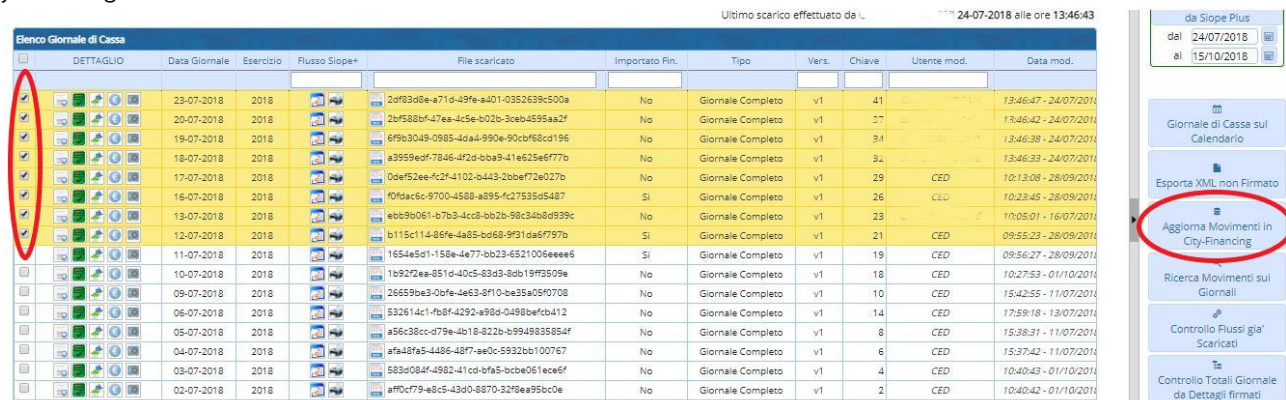 Ultimo scarico effettuato da 24-07-2018 alle ore 13:46:43
Elenco Giornale di Cassa
DETTAGLIO Data Giornale Esercizio Flusso Siope+ File scaricato Importato Fin. Tipo Vers. Chiave Utente mod. Data mod.
23-07-2018 2018 2df83d8e-a71d-49fe-a401-0352639c500a No Giornale Completo v1 41 13:46:47 - 24/07/2018
20-07-2018 2018 2bf588bf-47ea-4c5e-b02b-3ceb4595aa2f No Giornale Completo v1 37 13:46:42 - 24/07/2018
19-07-2018 2018 6f9b3049-0985-4da4-990e-90cbf68cd196 No Giornale Completo v1 34 13:46:38 - 24/07/2018
18-07-2018 2018 a3959edf-7846-4f2d-bba9-41e625e6f77b No Giornale Completo v1 32 13:46:33 - 24/07/2018
17-07-2018 2018 0def52ee-fc2f-4102-b443-2bbef72e027b No Giornale Completo v1 29 CED 10:13:08 - 28/09/2018
16-07-2018 2018 f0fdac6c-9700-4588-a895-fc27535d5487 Si Giornale Completo v1 26 CED 10:23:45 - 28/09/2018
13-07-2018 2018 ebb9b061-b7b3-4cc8-bb2b-98c34b8d939c No Giornale Completo v1 23 10:05:01 - 16/07/2018
12-07-2018 2018 b115c114-86fe-4a85-bd68-9f31da6f797b Si Giornale Completo v1 21 CED 09:55:23 - 28/09/2018
11-07-2018 2018 1654e5d1-158e-4e77-bb23-6521006eeee6 Si Giornale Completo v1 19 CED 09:56:27 - 28/09/2018
10-07-2018 2018 1b92f2ea-851d-40c5-83d3-8db19ff3509e No Giornale Completo v1 18 CED 10:27:53 - 01/10/2018
09-07-2018 2018 26659be3-0bfe-4e63-8f10-be35a05f0708 No Giornale Completo v1 10 CED 15:42:55 - 11/07/2018
06-07-2018 2018 532614c1-fb8f-4292-a98d-0498befcb412 No Giornale Completo v1 14 CED 17:59:18 - 13/07/2018
05-07-2018 2018 a56c38cc-d79e-4b18-822b-b9949835854f No Giornale Completo v1 8 CED 15:38:31 - 11/07/2018
04-07-2018 2018 afa48fa5-4486-48f7-ae0c-5932bb100767 No Giornale Completo v1 6 CED 15:37:42 - 11/07/2018
03-07-2018 2018 583d084f-4982-41cd-bfa5-bcbe061ece6f No Giornale Completo v1 4 CED 10:40:43 - 01/10/2018
02-07-2018 2018 aff0cf79-e8c5-43d0-8870-32f8ea95bc0e No Giornale Completo v1 2 CED 10:40:42 - 01/10/2018
da Siope Plus
dal 24/07/2018
al 15/10/2018
Giornale di Cassa sul
Calendario
Esporta XML non Firmato
Aggiorna Movimenti in
City-Financing
Ricerca Movimenti sui
Giornali
Controllo Flussi gia'
Scaricati
Controllo Totali Giornale
da Dettagli firmati